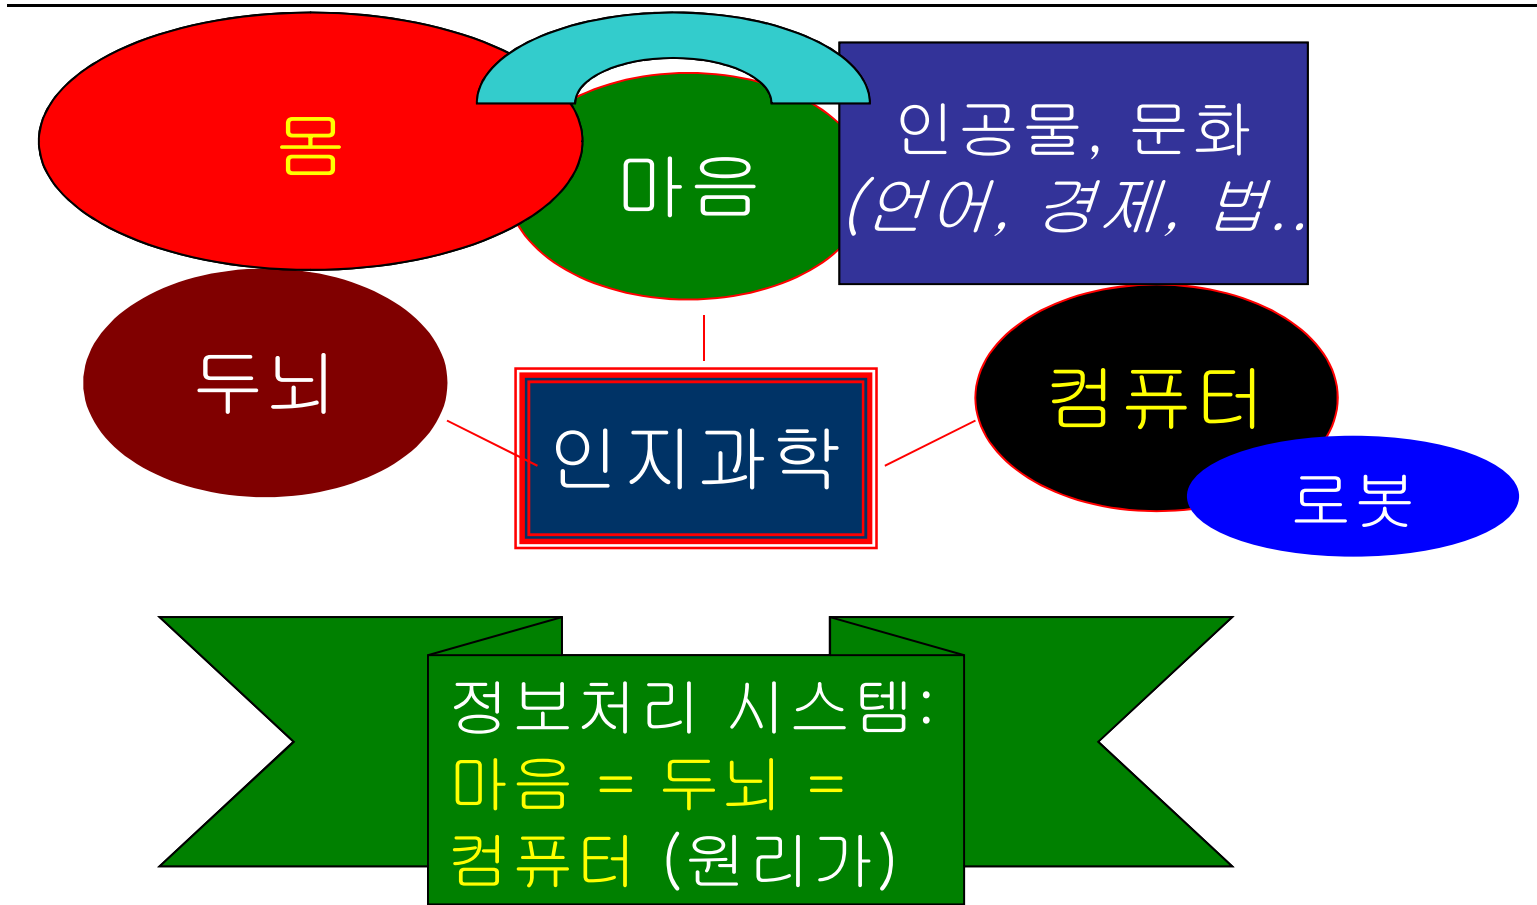 몸
마음
인공물, 문화
(언어, 경제, 법..
두뇌
인지과학
컴퓨터
로봇
정보처리 시스템:
마음 = 두뇌 =
컴퓨터 (원리가)